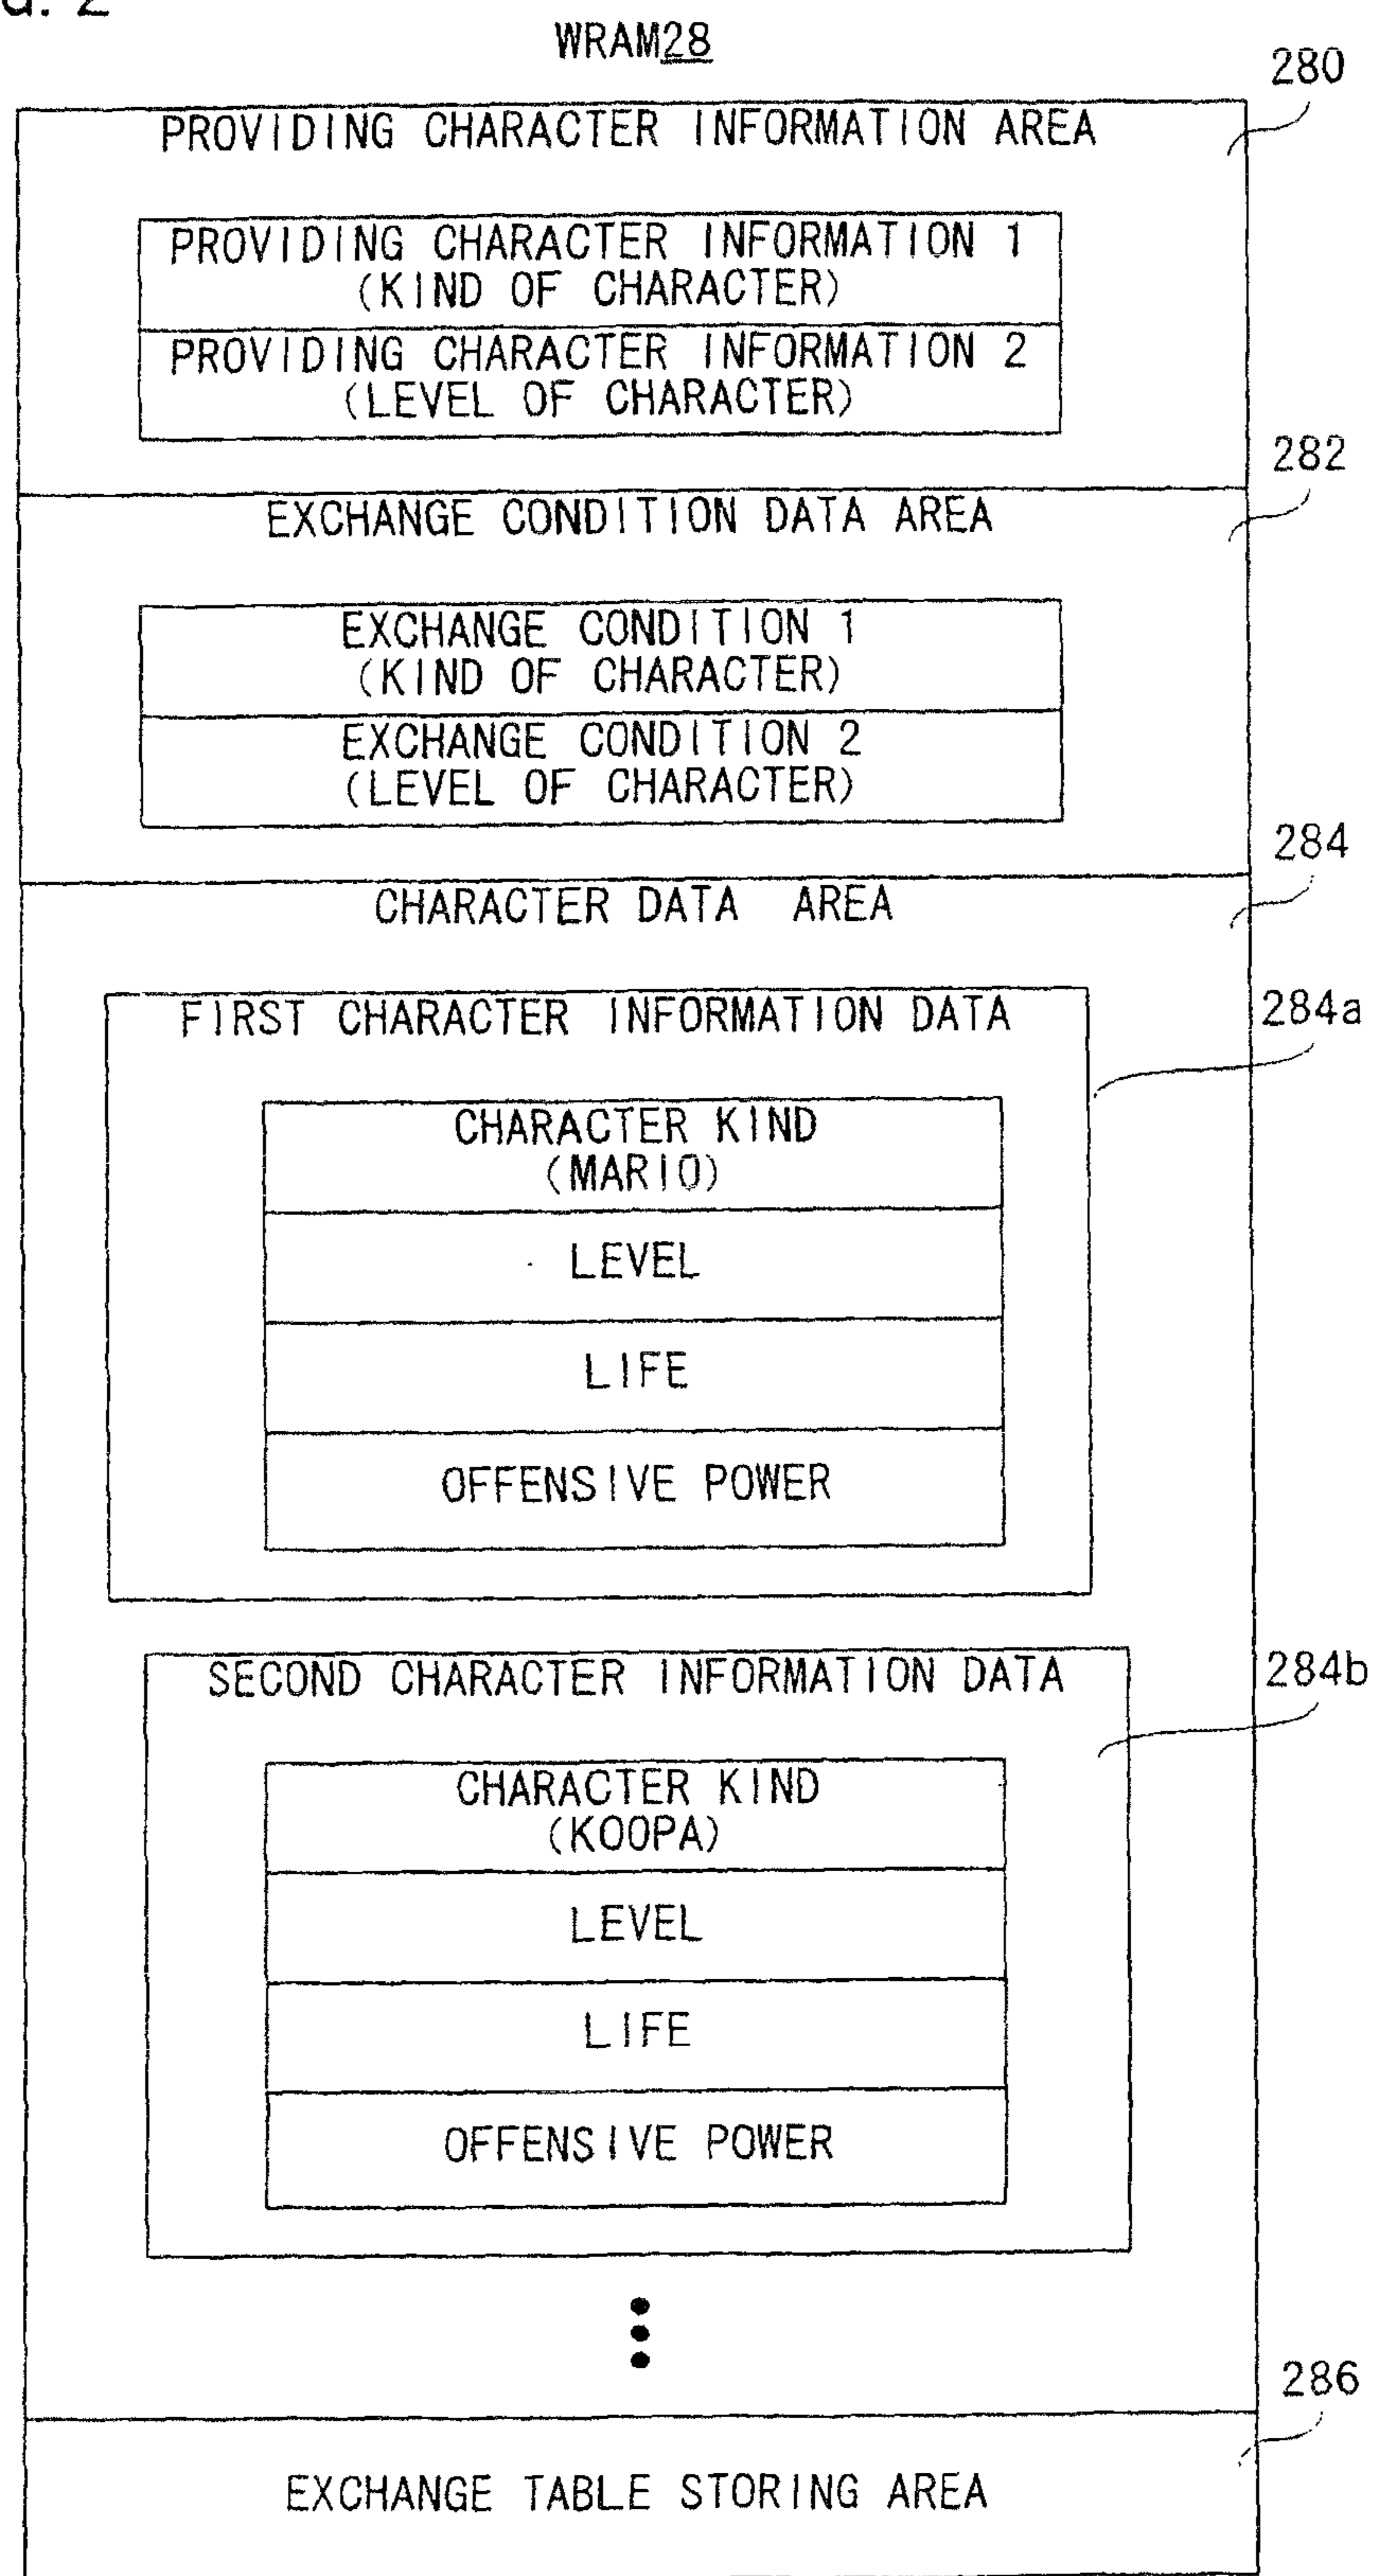 WRAM28
280
PROVIDING CHARACTER INFORMATION AREA
PROVIDING CHARACTER INFORMATION 1
(KIND OF CHARACTER)
PROVIDING CHARACTER INFORMATION 2
(LEVEL OF CHARACTER)
282
EXCHANGE CONDITION DATA AREA
EXCHANGE CONDITION 1
(KIND OF CHARACTER)
EXCHANGE CONDITION 2
(LEVEL OF CHARACTER)
284
CHARACTER DATA AREA
284a
FIRST CHARACTER INFORMATION DATA
CHARACTER KIND
(MARIO)
LEVEL
LIFE
OFFENSIVE POWER
284b
SECOND CHARACTER INFORMATION DATA
CHARACTER KIND
(KOOPA)
LEVEL
LIFE
OFFENSIVE POWER
286
EXCHANGE TABLE STORING AREA